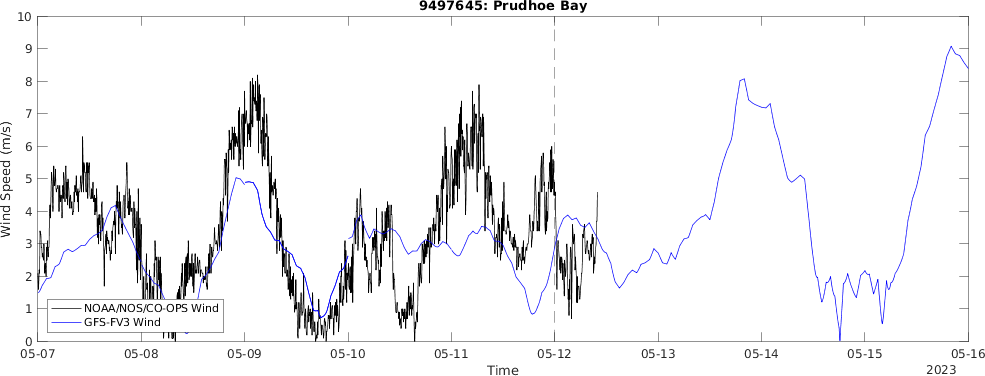 9497645: Prudhoe Bay
10
9
8
7
6
5
4
3
2
1
0
Wind Speed (m/s)
NOAA/NOS/CO-OPS Wind
GFS-FV3 Wind
05-07 05-08 05-09 05-10 05-11 05-12 05-13 05-14 05-15 05-16
Time
2023